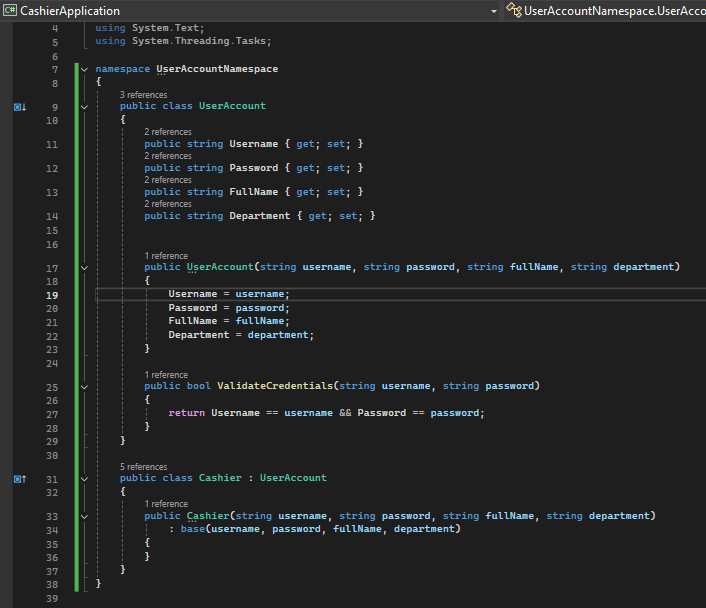 C# CashierApplication UserAccountNamespace.UserAcco
4 using System.Text;
5 using System.Threading.Tasks;
6
7 namespace UserAccountNamespace
8 {
3 references
9 public class UserAccount
10 {
2 references
11 public string Username { get; set; }
2 references
12 public string Password { get; set; }
2 references
13 public string FullName { get; set; }
2 references
14 public string Department { get; set; }
15
16
1 reference
17 public UserAccount(string username, string password, string fullName, string department)
18 {
19 Username = username;
20 Password = password;
21 FullName = fullName;
22 Department = department;
23 }
24
1 reference
25 public bool ValidateCredentials(string username, string password)
26 {
27 return Username == username && Password == password;
28 }
29 }
30
5 references
31 public class Cashier : UserAccount
32 {
1 reference
33 public Cashier(string username, string password, string fullName, string department)
34 : base(username, password, fullName, department)
35 {
36 }
37 }
38 }
39